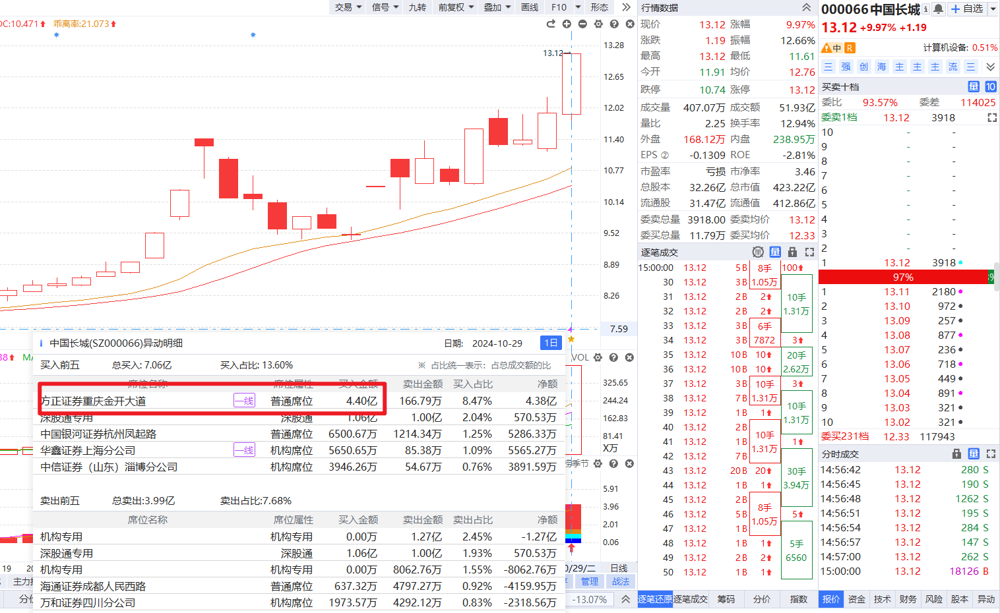 交易 信号 九转 前复权 叠加 画线 F10 形态
OC:10.471 乖离率:21.073
13.28
13.12
12.65
12.02
11.40
10.77
10.14
9.52
8.89
8.26
7.59
中国长城(SZ000066)异动明细 日期: 2024-10-29 1日
买入前五 总买入: 7.06亿 买入占比: 13.60% ※ 占比统一表示：占总成交额的比
席位名称 席位属性 买入金额 卖出金额 买入占比 净额
方正证券重庆金开大道 一线 普通席位 4.40亿 166.79万 8.47% 4.38亿
深股通专用 深股通 1.06亿 1.00亿 2.04% 570.53万
中国银河证券杭州凤起路 普通席位 6500.67万 1214.34万 1.25% 5286.33万
华鑫证券上海分公司 一线 机构席位 5650.65万 85.38万 1.09% 5565.27万
中信证券（山东）淄博分公司 机构席位 3946.26万 54.67万 0.76% 3891.59万
卖出前五 总卖出:3.99亿 卖出占比:7.68%
席位名称 席位属性 买入金额 卖出金额 卖出占比 净额
机构专用 机构专用 0.00万 1.27亿 2.45% -1.27亿
深股通专用 深股通 1.06亿 1.00亿 1.93% 570.53万
机构专用 机构专用 0.00万 8062.76万 1.55% -8062.76万
海通证券成都人民西路 普通席位 637.32万 4797.27万 0.92% -4159.95万
万和证券四川分公司 机构席位 1973.57万 4292.12万 0.83% -2318.56万
38 MA
VOL
325.65
244.24
162.83
81.41
X万
季节
5.91
3.96
2.01
0.06
19 20
0/29/二 日线
主力 管理 战法
分 -13.07%
行情数据
现价 13.12 涨幅 9.97%
涨跌 1.19 振幅 12.66%
最高 13.12 最低 11.61
今开 11.91 均价 12.76
跌停 10.74 涨停 13.12
成交量 407.07万 成交额 51.93亿
量比 2.25 换手率 12.94%
外盘 168.12万 内盘 238.95万
EPS ② -0.1309 ROE -2.81%
市盈率 亏损 市净率 3.46
总股本 32.26亿 总市值 423.22亿
流通股 31.47亿 流通值 412.86亿
委卖总量 3918.00 委卖均价 13.12
委买总量 11.79万 委买均价 12.33
逐笔成交 单 量
15:00:00 13.12 5 B
30 13.12 3 B
31 13.12 2 B
32 13.12 2 B
33 13.12 3 B
34 13.12 3 B
35 13.12 10 B
36 13.12 10 B
37 13.12 3 B
38 13.12 7 B
39 13.12 1 B
40 13.12 2 B
41 13.12 1 B
42 13.12 7 B
43 13.12 20 B
44 13.12 1 B
45 13.12 2 B
46 13.12 5 B
47 13.12 1 B
48 13.12 1 B
49 13.12 2 B
50 13.12 1 B
8手
1.05万
2
2
6手
7872
10
10
10手
1.31万
1
10手
1.31万
20
1
8手
1.05万
1
2
1
100
10手
1.31万
3
20手
2.62万
3
10手
1.31万
1
30手
3.94万
5
5手
6560
逐笔还原 逐笔成交 筹码 分价 指数
000066 中国长城 + 自选
13.12 +9.97% +1.19
中 R 计算机设备: 0.51%
三 强 创 海 主 主 主 流 三
买卖十档 量 10
委比 93.57% 委差 114025
委卖1档 13.12 3918
10 - -
9 - -
8 - -
7 - -
6 - -
5 - -
4 - -
3 - -
2 - -
1 13.12 3918
97%
1 13.11 2180
2 13.10 972
3 13.09 257
4 13.08 877
5 13.07 236
6 13.06 718
7 13.05 449
8 13.04 891
9 13.03 321
10 13.02 321
委买231档 12.33 117943
分时成交 量
14:56:42 13.12 280 S
14:56:45 13.12 190 S
14:56:48 13.12 1262 S
14:56:51 13.12 195 S
14:56:54 13.12 284 S
14:56:57 13.12 147 S
14:57:00 13.12 262 S
15:00:00 13.12 18126 B
报价 资金 技术 财务 风险 股本 异动